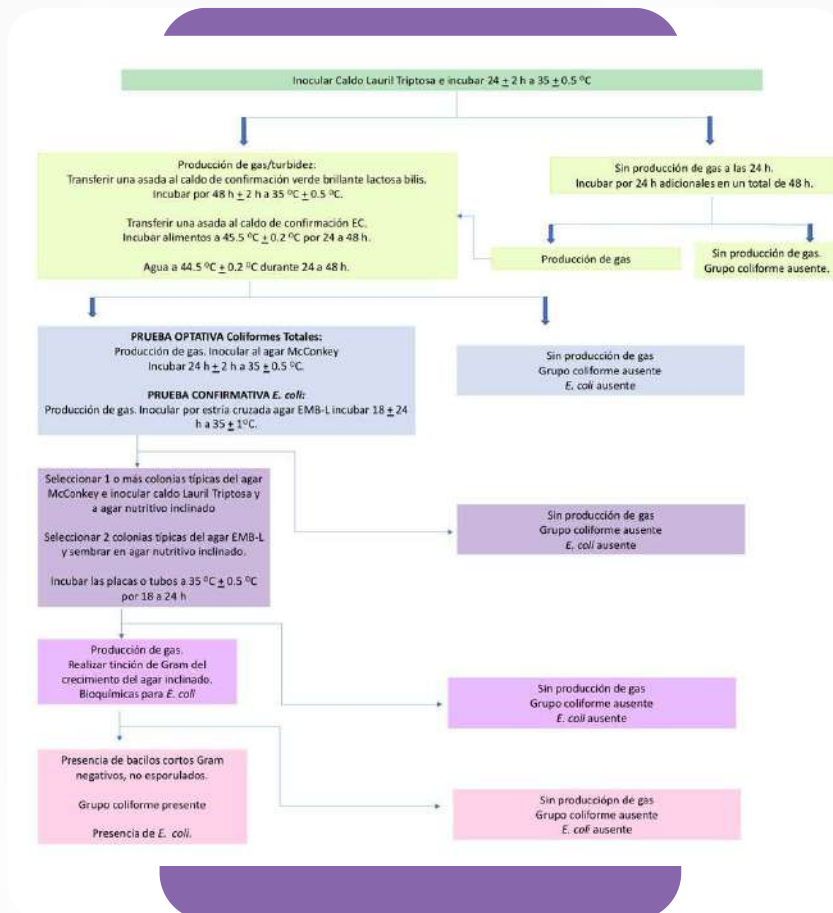 Inocular Caldo Lauril Triptosa e incubar 24 + 2 h a 35 + 0.5 ºC
Producción de gas/turbidez:
Transferir una asada al caldo de confirmación verde brillante lactosa bilis.
Incubar por 48 h + 2 h a 35 ºC + 0.5 ºC.
Transferir una asada al caldo de confirmación EC.
Incubar alimentos a 45.5 ºC + 0.2 ºC por 24 a 48 h.
Agua a 44.5 ºC + 0.2 ºC durante 24 a 48 h.
Sin producción de gas a las 24 h.
Incubar por 24 h adicionales en un total de 48 h.
Producción de gas
Sin producción de gas.
Grupo coliforme ausente.
PRUEBA OPTATIVA Coliformes Totales:
Producción de gas. Inocular al agar McConkey
Incubar 24 h + 2 h a 35 + 0.5 ºC.
PRUEBA CONFIRMATIVA E. coli:
Producción de gas. Inocular por estría cruzada agar EMB-L incubar 18 + 24
h a 35 + 1ºC.
Sin producción de gas
Grupo coliforme ausente
E. coli ausente
Seleccionar 1 o más colonias típicas del agar
McConkey e inocular caldo Lauril Triptosa y
a agar nutritivo inclinado
Seleccionar 2 colonias típicas del agar EMB-L
y sembrar en agar nutritivo inclinado.
Incubar las placas o tubos a 35 ºC + 0.5 ºC
por 18 a 24 h
Sin producción de gas
Grupo coliforme ausente
E. coli ausente
Producción de gas.
Realizar tinción de Gram del
crecimiento del agar inclinado.
Bioquímicas para E. coli
Sin producción de gas
Grupo coliforme ausente
E. coli ausente
Presencia de bacilos cortos Gram
negativos, no esporulados.
Grupo coliforme presente
Presencia de E. coli.
Sin producciópn de gas
Grupo coliforme ausente
E. coli ausente